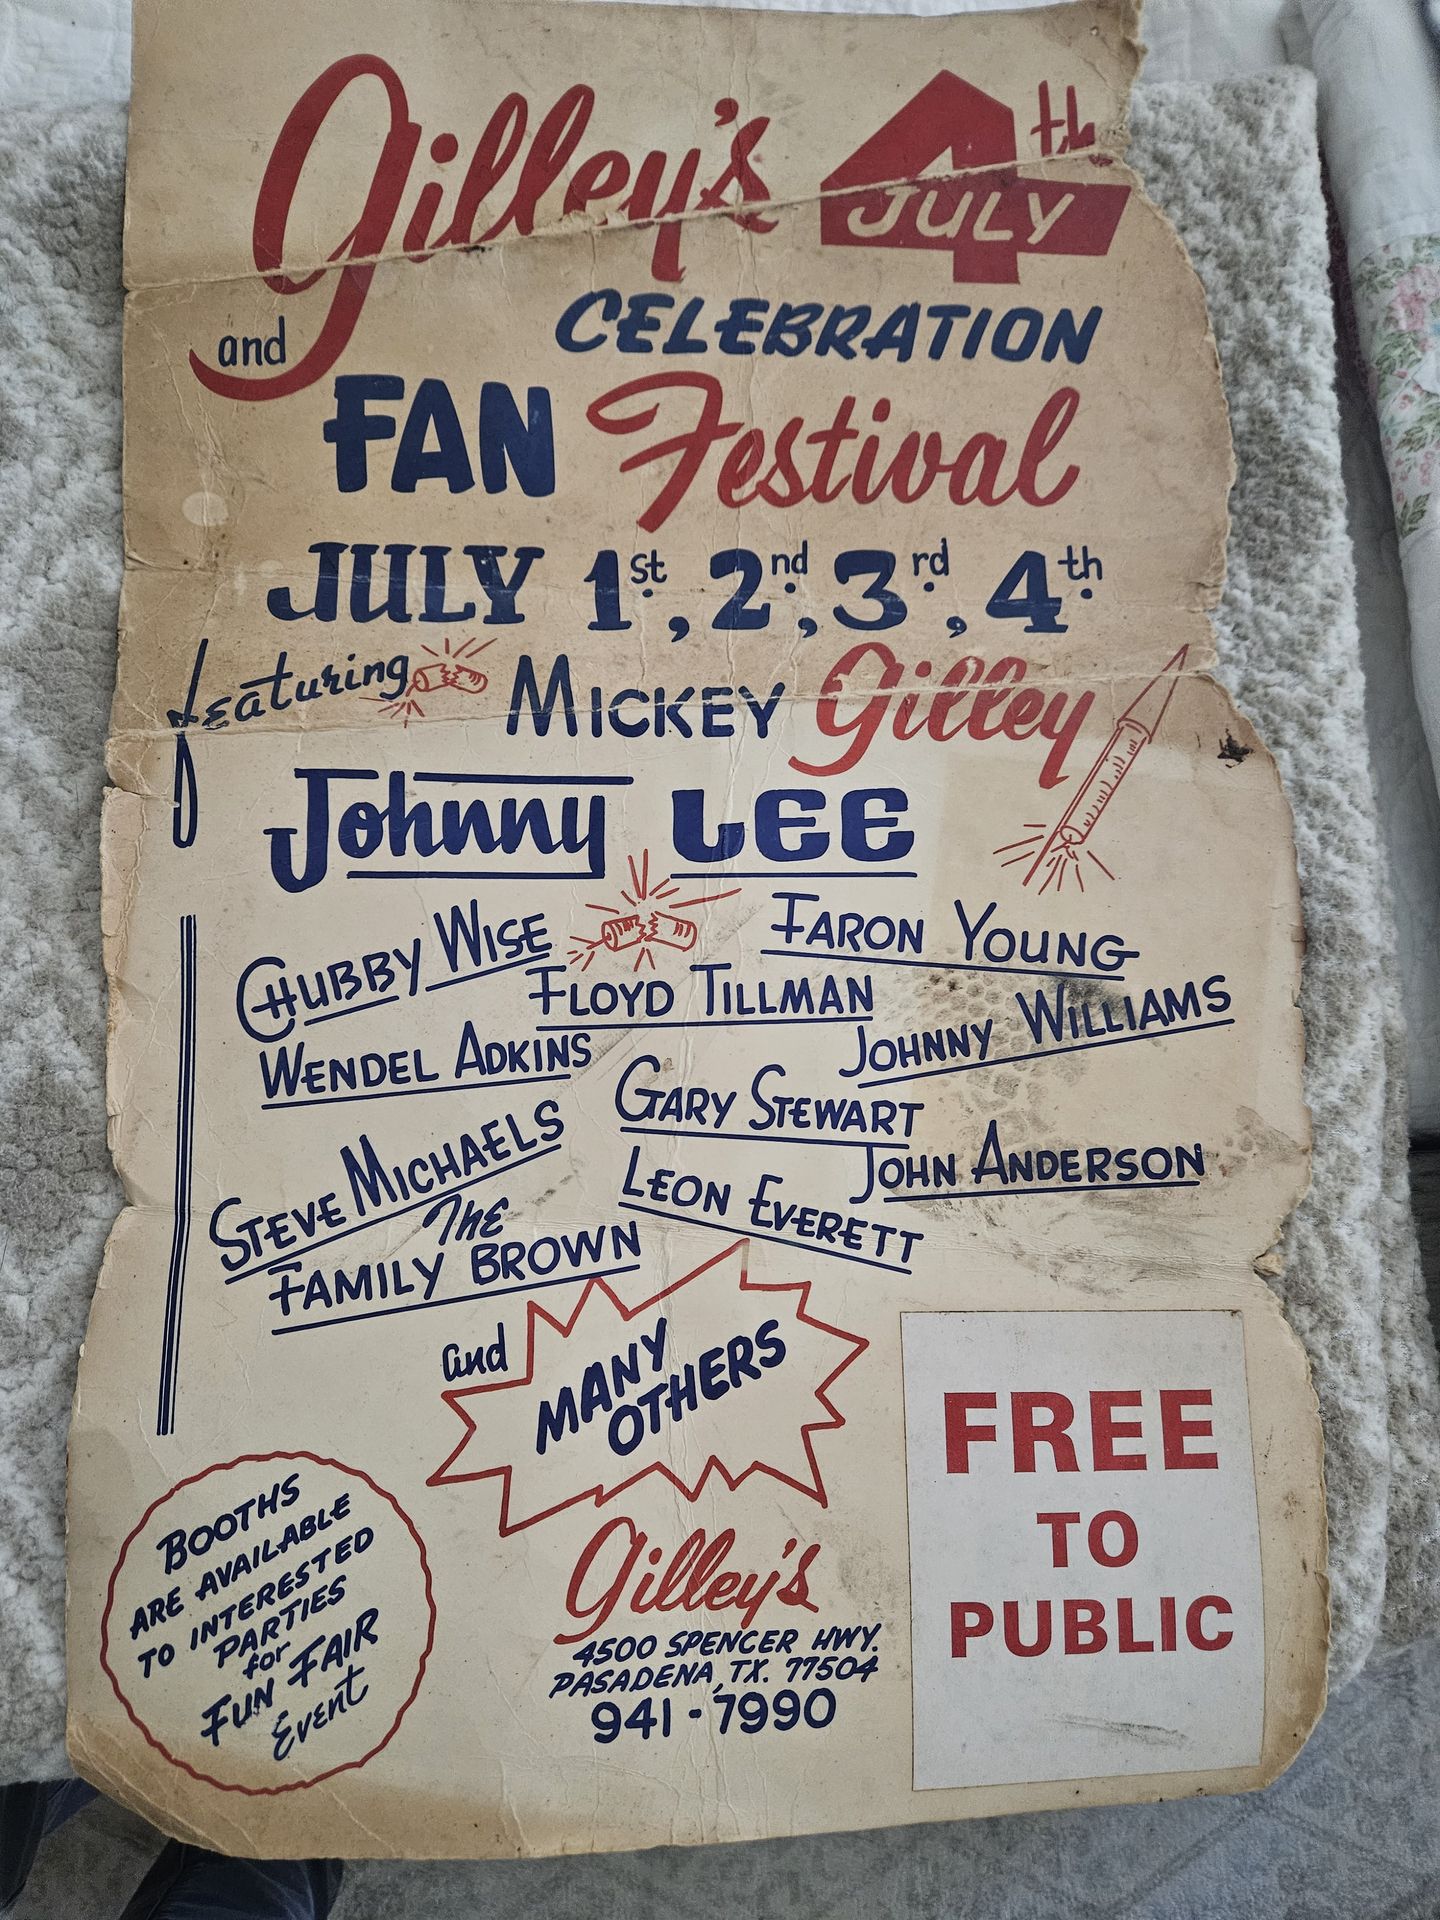 Gilley's 4th
JULY
CELEBRATION
and
FAN Festival
JULY 1st., 2nd., 3rd., 4th.
featuring MICKEY Gilley
Johnny LEE
CHUBBY WISE
FARON YOUNG
FLOYD TILLMAN
WENDEL ADKINS
JOHNNY WILLIAMS
GARY STEWART
STEVE MICHAELS
JOHN ANDERSON
LEON EVERETT
The
FAMILY BROWN
and
MANY
OTHERS
BOOTHS
ARE AVAILABLE
TO INTERESTED
PARTIES
for
FUN FAIR
Event
Gilley's
4500 SPENCER HWY.
PASADENA, TX. 77504
941-7990
FREE
TO
PUBLIC